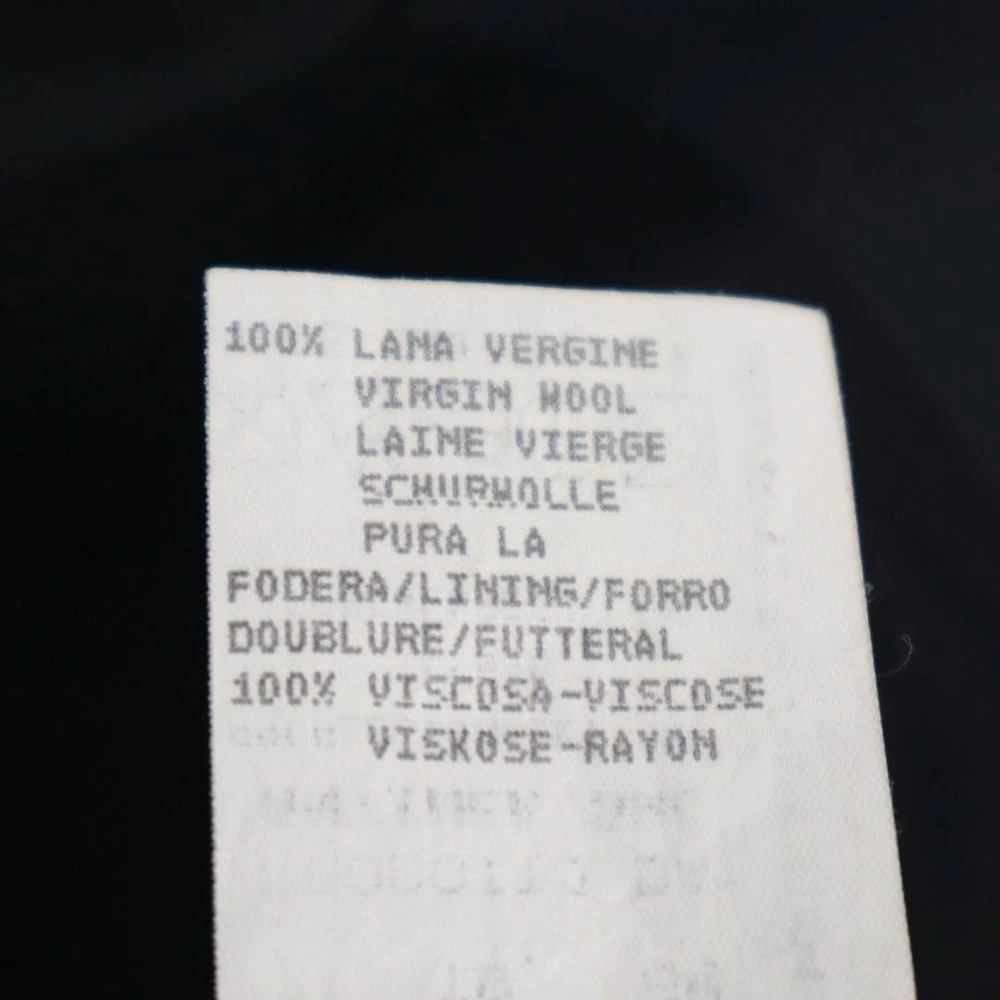 100% LANA VERGINE
VIRGIN WOOL
LAINE VIERGE
SCHURWOLLE
PURA LA
FODERA/LINING/FORRO
DOUBLURE/FUTTERAL
100% VISCOSA-VISCOSE
VISKOSE-RAYON